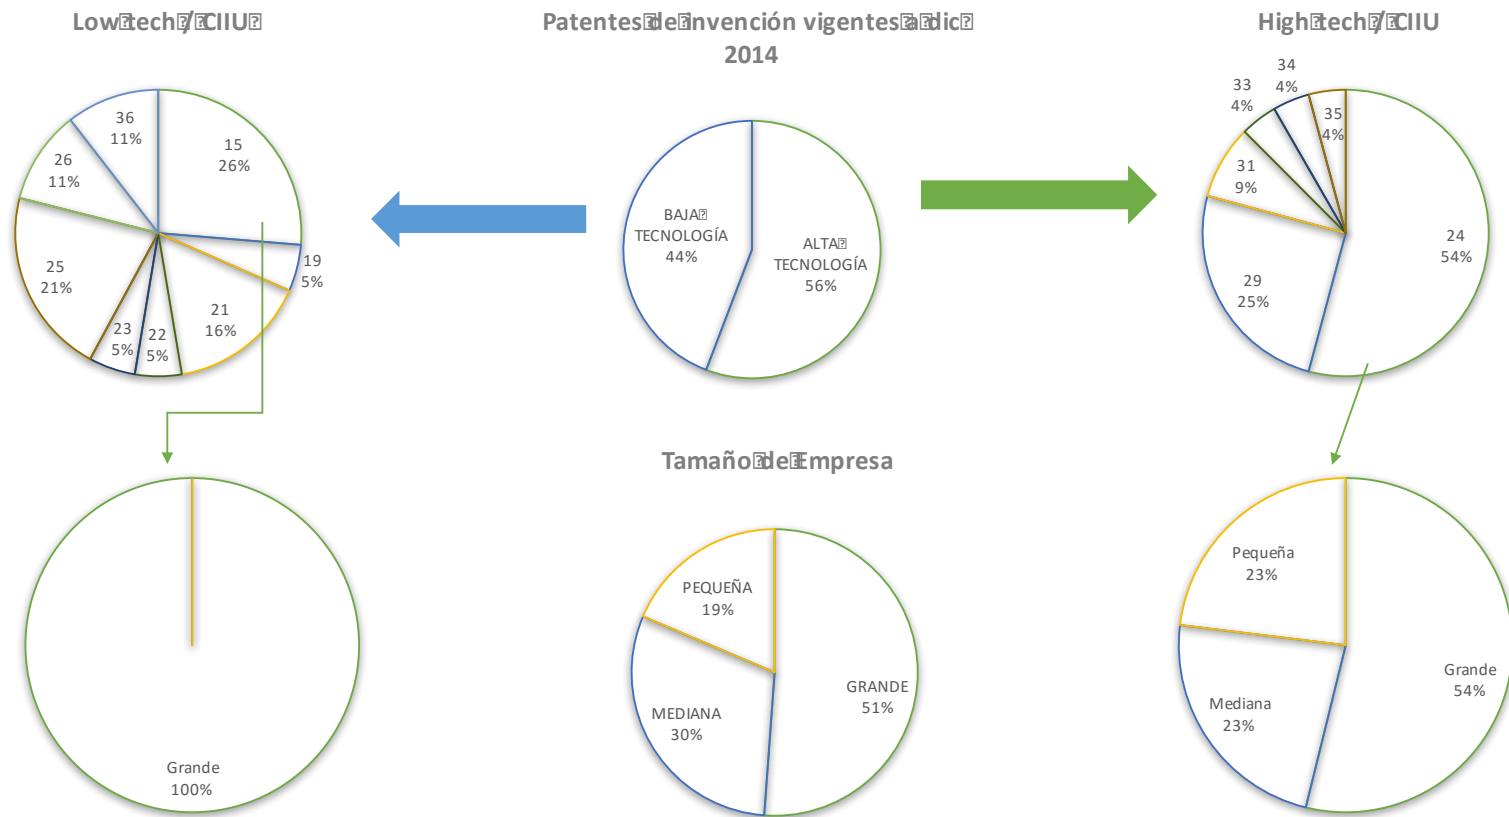 Low tech / CIIU
Patentes de invención vigentes a dic
2014
High tech / CIIU
36
11%
15
26%
26
11%
19
5%
25
21%
21
16%
23
5%
22
5%
BAJA
TECNOLOGÍA
44%
ALTA
TECNOLOGÍA
56%
33
4%
34
4%
35
4%
31
9%
24
54%
29
25%
Tamaño de Empresa
Grande
100%
PEQUEÑA
19%
GRANDE
51%
MEDIANA
30%
Pequeña
23%
Grande
54%
Mediana
23%